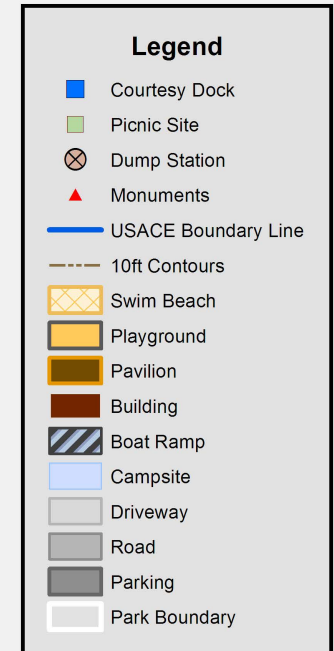 Legend
Courtesy Dock
Picnic Site
Dump Station
Monuments
USACE Boundary Line
10ft Contours
Swim Beach
Playground
Pavilion
Building
Boat Ramp
Campsite
Driveway
Road
Parking
Park Boundary